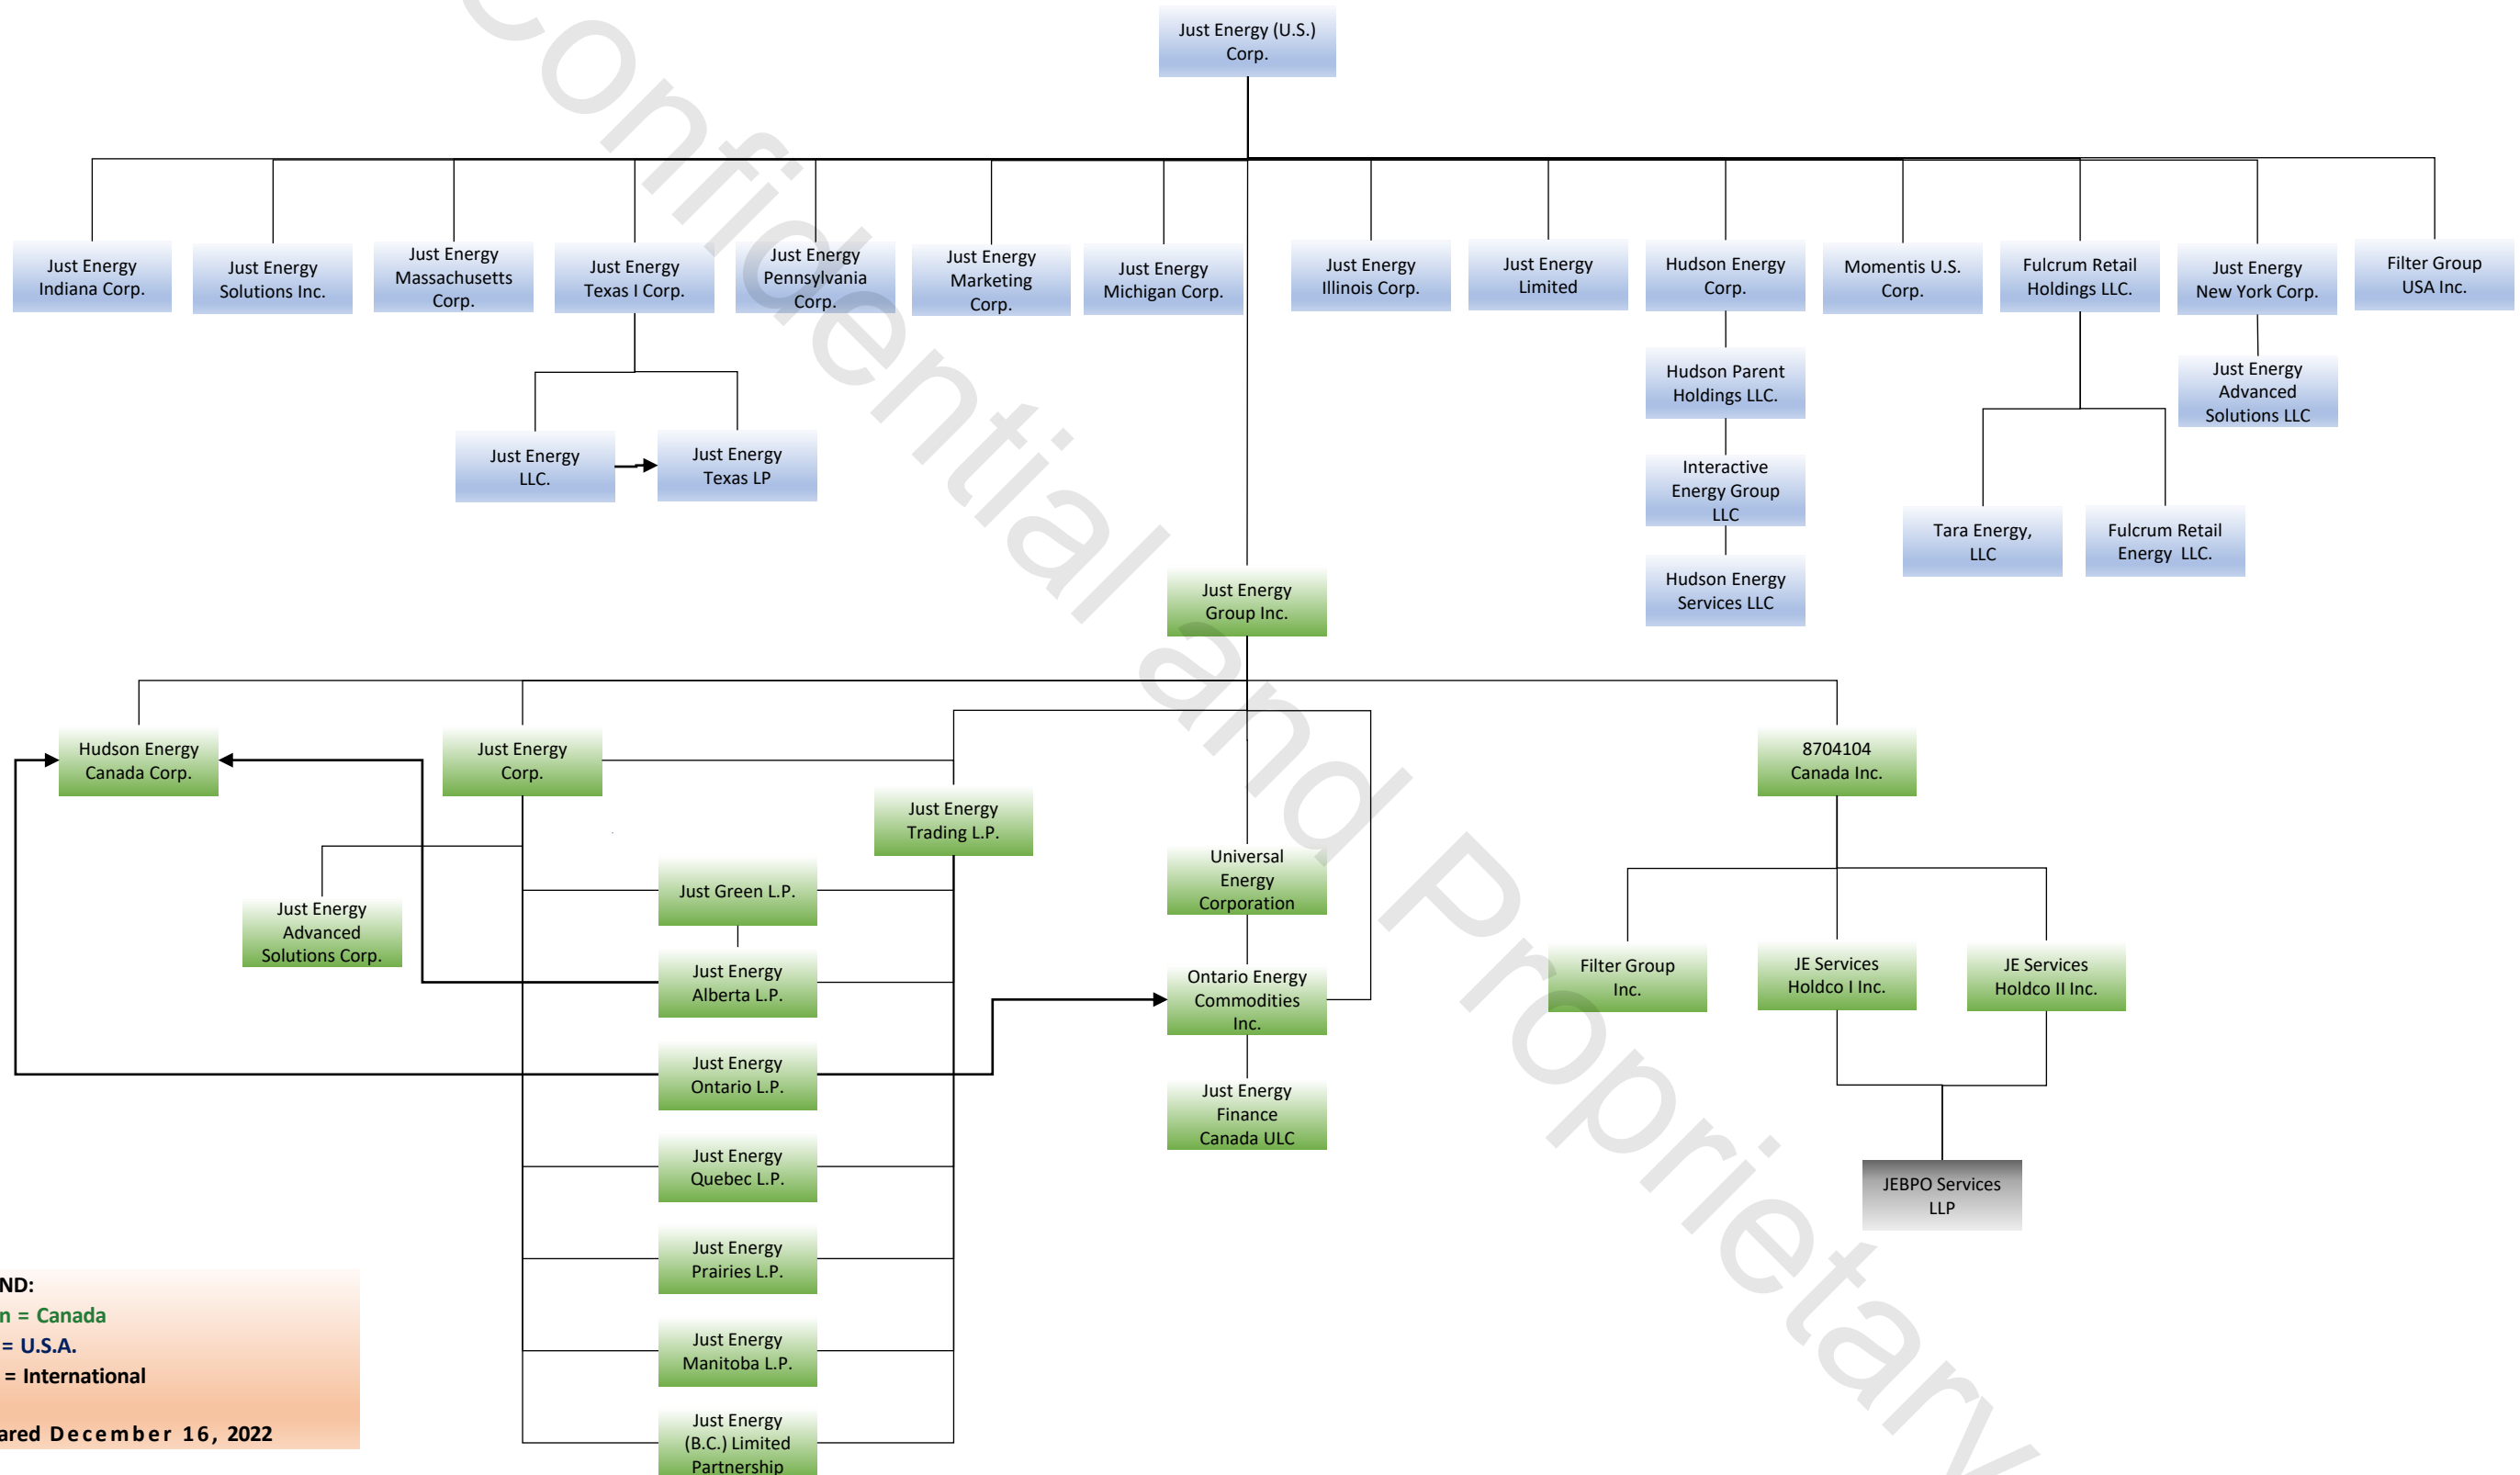 Just Energy (U.S.)
Corp.
Just Energy
Indiana Corp.
Just Energy
Solutions Inc.
Just Energy
Massachusetts
Corp.
Just Energy
Texas I Corp.
Just Energy
Pennsylvania
Corp.
Just Energy
Marketing
Corp.
Just Energy
Michigan Corp.
Just Energy
Illinois Corp.
Just Energy
Limited
Hudson Energy
Corp.
Momentis U.S.
Corp.
Fulcrum Retail
Holdings LLC.
Just Energy
New York Corp.
Filter Group
USA Inc.
Hudson Parent
Holdings LLC.
Just Energy
Advanced
Solutions LLC
Just Energy
LLC.
Just Energy
Texas LP
Interactive
Energy Group
LLC
Tara Energy,
LLC
Fulcrum Retail
Energy  LLC.
Hudson Energy
Services LLC
Just Energy
Group Inc.
Hudson Energy
Canada Corp.
Just Energy
Corp.
8704104
Canada Inc.
Just Energy
Trading L.P.
Universal
Energy
Corporation
Just Green L.P.
Just Energy
Advanced
Solutions Corp.
Just Energy
Alberta L.P.
Ontario Energy
Commodities
Inc.
Filter Group
Inc.
JE Services
Holdco I Inc.
JE Services
Holdco II Inc.
Just Energy
Ontario L.P.
Just Energy
Finance
Canada ULC
Just Energy
Quebec L.P.
JEBPO Services
LLP
Just Energy
Prairies L.P.
Just Energy
Manitoba L.P.
Just Energy
(B.C.) Limited
Partnership
ND:
n = Canada
= U.S.A.
= International
ared December 16, 2022
Confidential and Proprietary